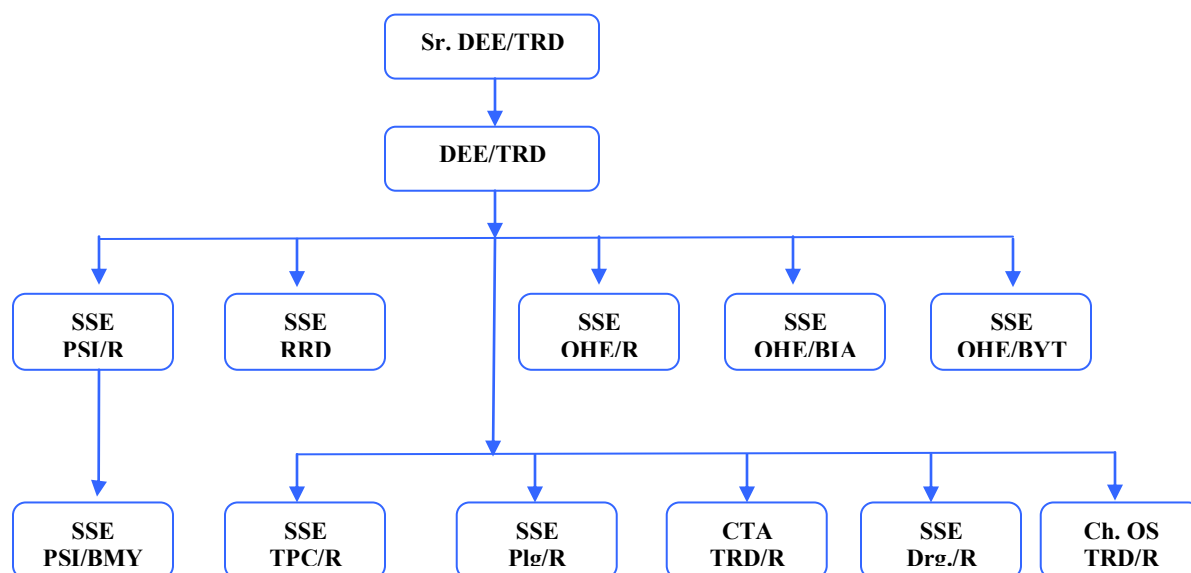 Sr. DEE/TRD
DEE/TRD
SSE
PSI/R
SSE
RRD
SSE
OHE/R
SSE
OHE/BIA
SSE
OHE/BYT
SSE
PSI/BMY
SSE
TPC/R
SSE
Plg/R
CTA
TRD/R
SSE
Drg./R
Ch. OS
TRD/R